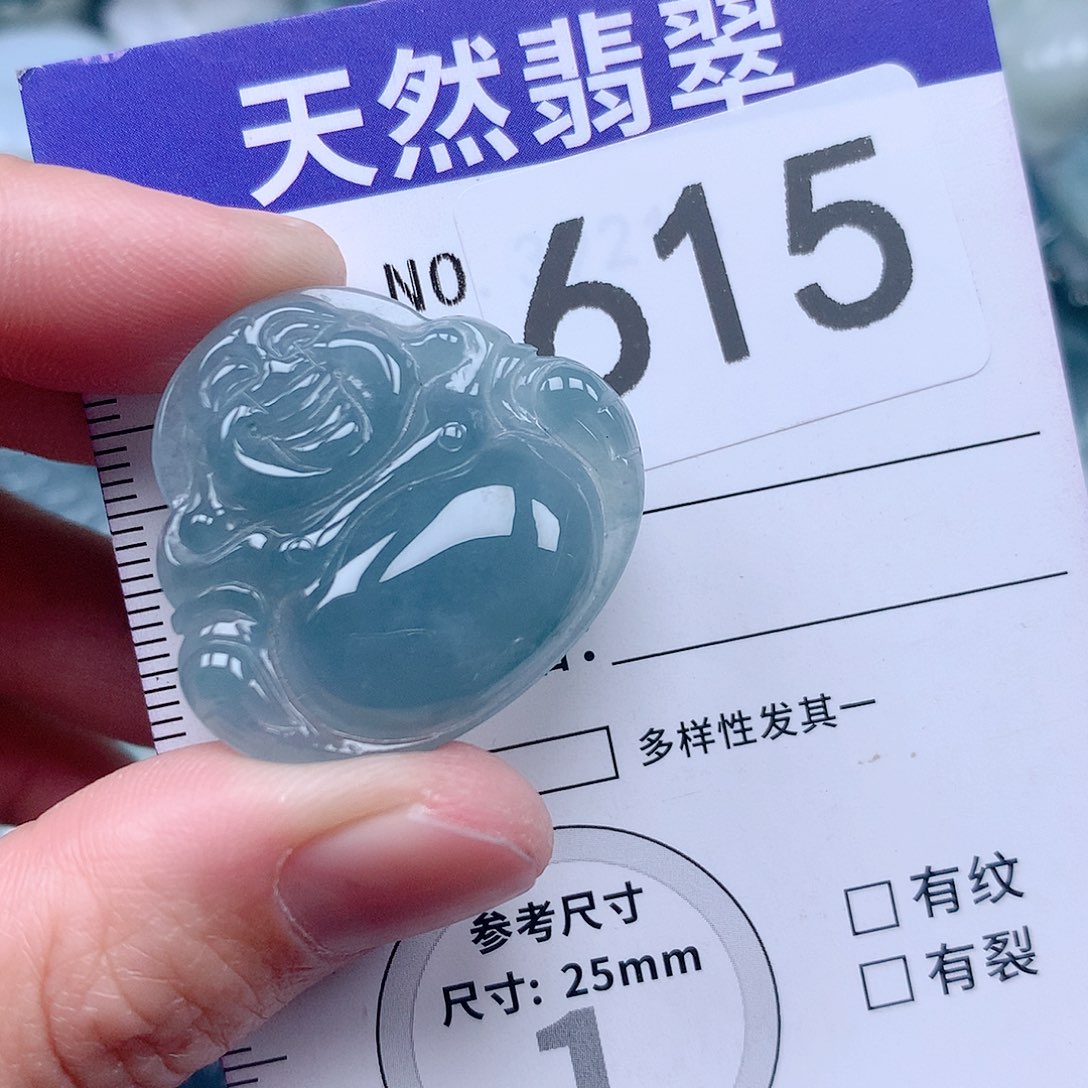 天然翡翠
NO 615
多样性发其一
参考尺寸
尺寸: 25mm
1
□ 有纹
□ 有裂